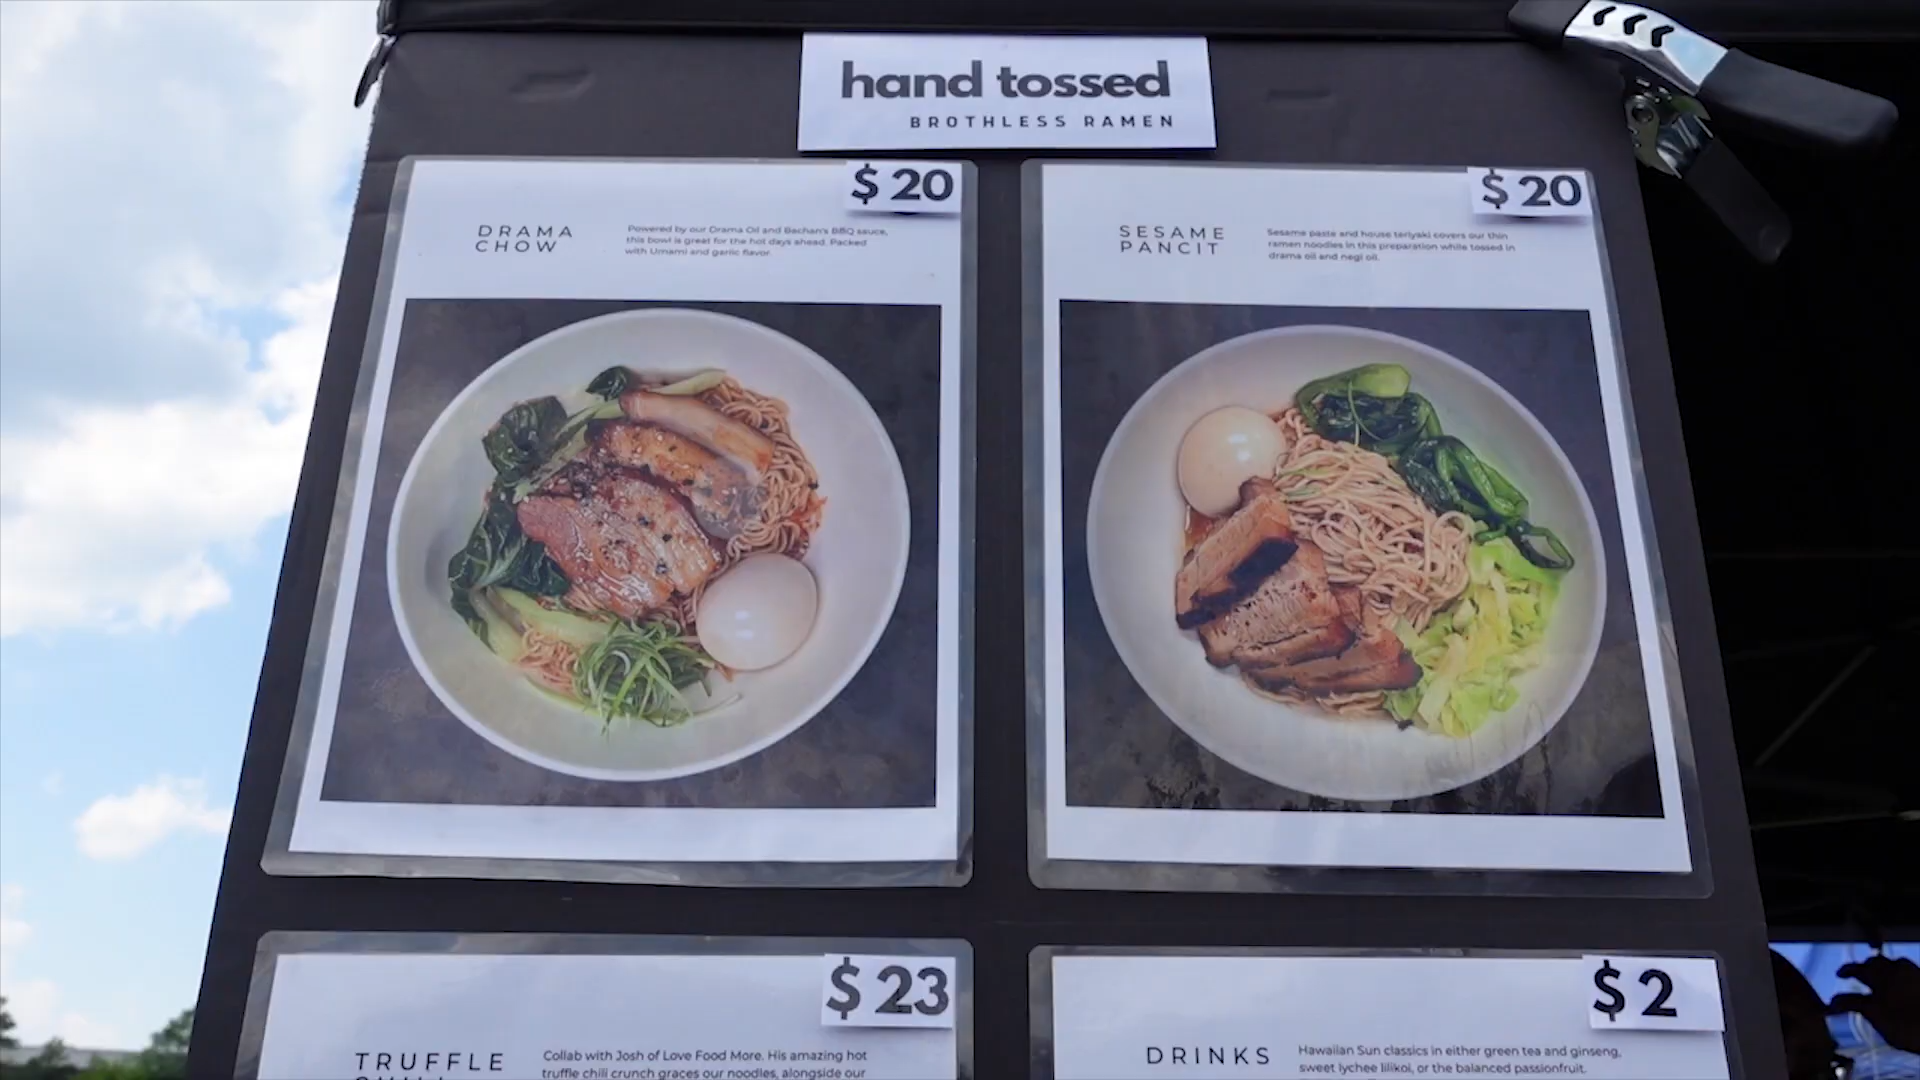 hand tossed
BROTHLESS RAMEN
$ 20
DRAMA
CHOW
Powered by our Drama Oil and Bachan's BBQ sauce,
this bowl is great for the hot days ahead. Packed
with Umami and garlic flavor.
$ 20
SESAME
PANCIT
Sesame paste and house teriyaki covers our thin
ramen noodles in this preparation while tossed in
drama oil and negi oil.
$ 23
TRUFFLE
Collab with Josh of Love Food More. His amazing hot
truffle chili crunch graces our noodles, alongside our
$ 2
DRINKS
Hawaiian Sun classics in either green tea and ginseng,
sweet lychee lilikoi, or the balanced passionfruit.